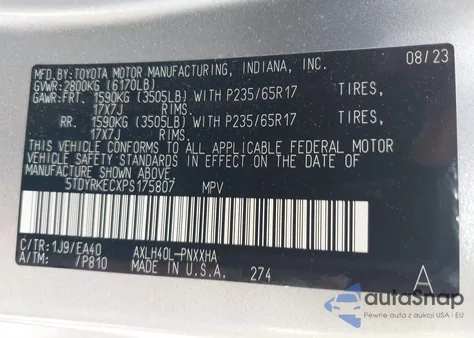 MFD.BY:TOYOTA MOTOR MANUFACTURING, INDIANA, INC. 08/23
GVWR:2800KG (6170LB)
GAWR:FRT. 1590KG (3505LB) WITH P235/65R17 TIRES,
17X7J RIMS,
RR. 1590KG (3505LB) WITH P235/65R17 TIRES,
17X7J RIMS.
THIS VEHICLE CONFORMS TO ALL APPLICABLE FEDERAL MOTOR
VEHICLE SAFETY STANDARDS IN EFFECT ON THE DATE OF
MANUFACTURE SHOWN ABOVE.
5TDYRKECXPS175807 MPV
C/TR:1J9/EA40 AXLH40L-PNXXHA
A/TM: /P810 MADE IN U.S.A. 274 A
autoSnap
Pewne auta z aukcji USA i EU